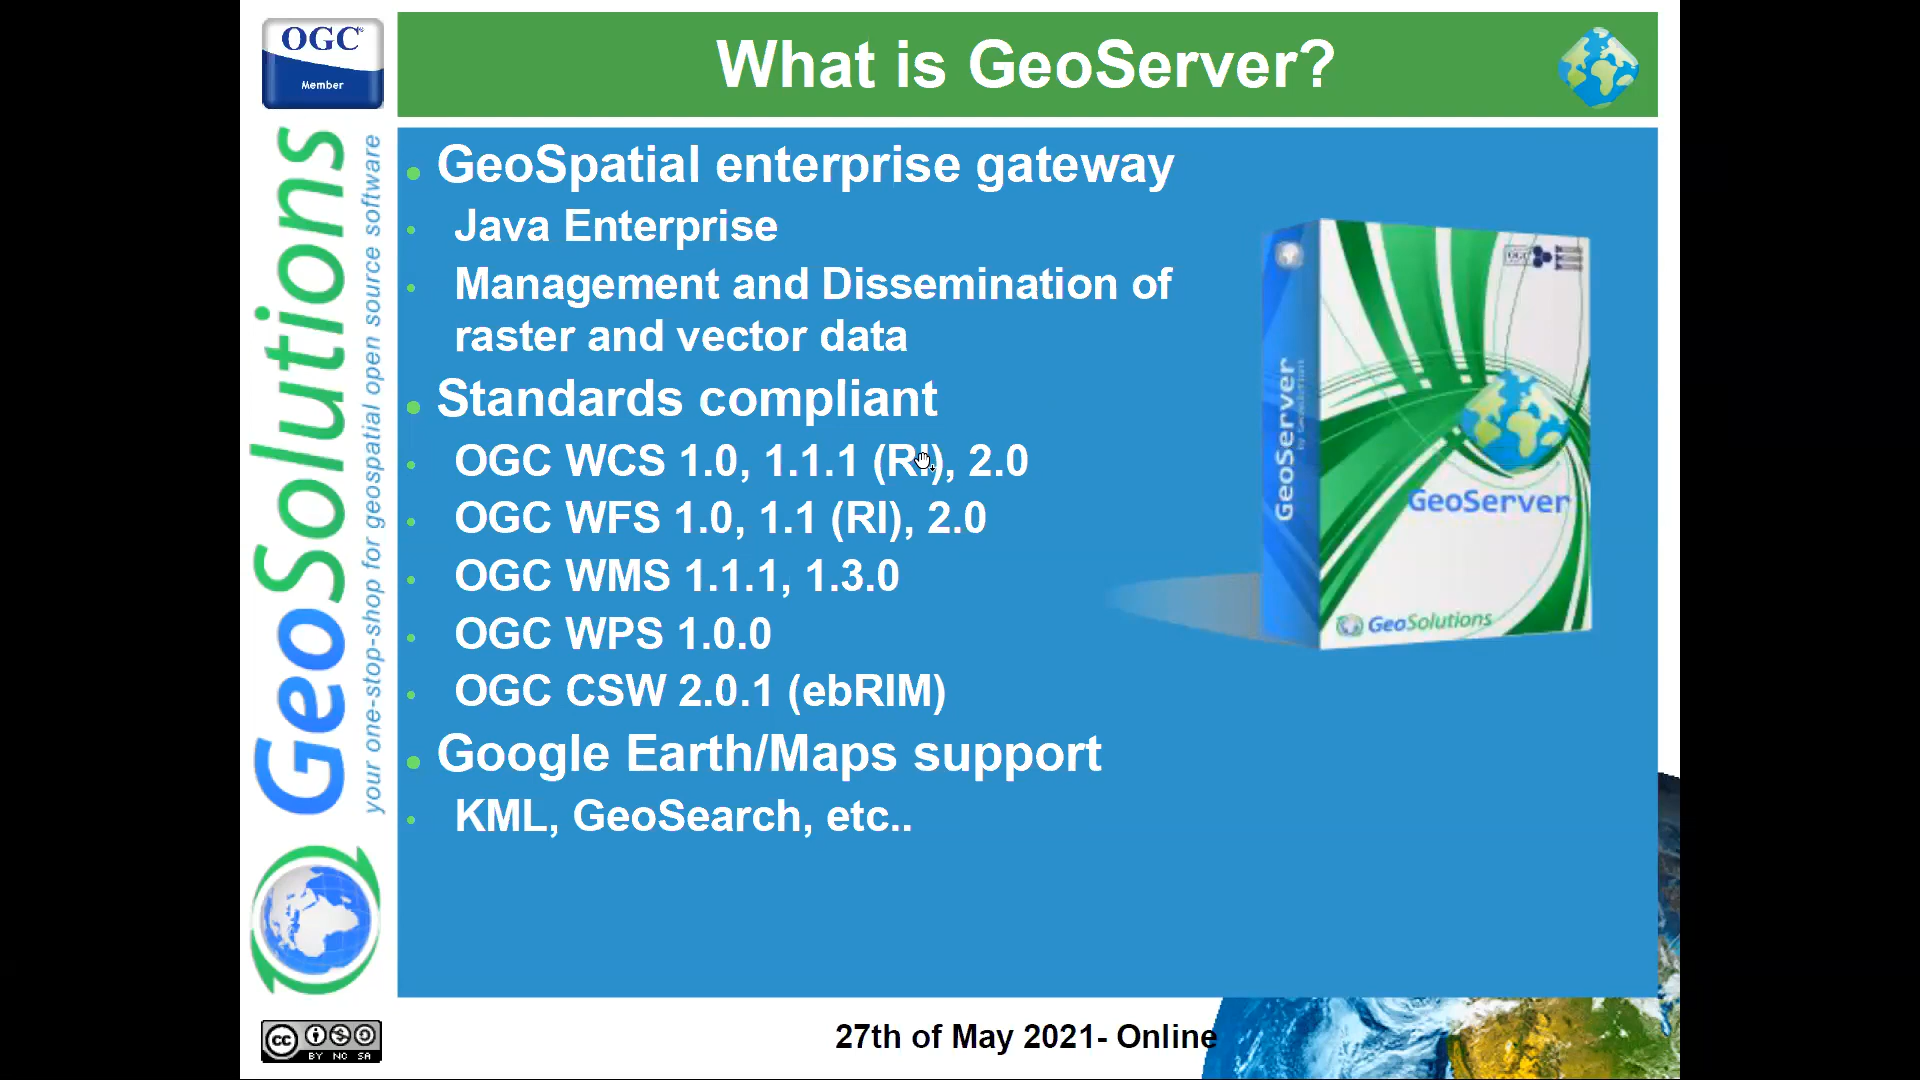 OGC
Member
What is GeoServer?
GeoSolutions
your one-stop-shop for geospatial open source software
GeoSpatial enterprise gateway
Java Enterprise
Management and Dissemination of
raster and vector data
Standards compliant
OGC WCS 1.0, 1.1.1 (RI), 2.0
OGC WFS 1.0, 1.1 (RI), 2.0
OGC WMS 1.1.1, 1.3.0
OGC WPS 1.0.0
OGC CSW 2.0.1 (ebRIM)
Google Earth/Maps support
KML, GeoSearch, etc..
GeoServer
OGC
GeoServer
GeoSolutions
cc
BY NC SA
27th of May 2021- Online